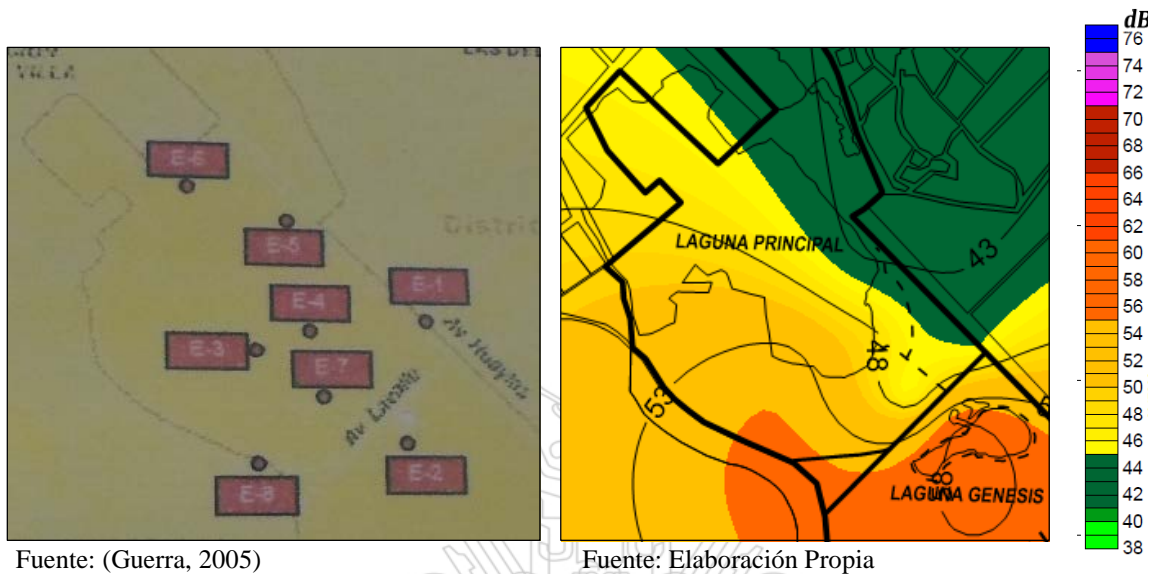 dB
76
74
72
70
68
66
64
62
60
58
56
54
52
50
48
46
44
42
40
38
VILLA
E-6
E-5
E-1
E-4
E-3
E-7
E-2
E-8
Distrito
Av Huaylas
LAGUNA PRINCIPAL
43
48
53
LAGUNA GENESIS
Fuente: (Guerra, 2005)
Fuente: Elaboración Propia